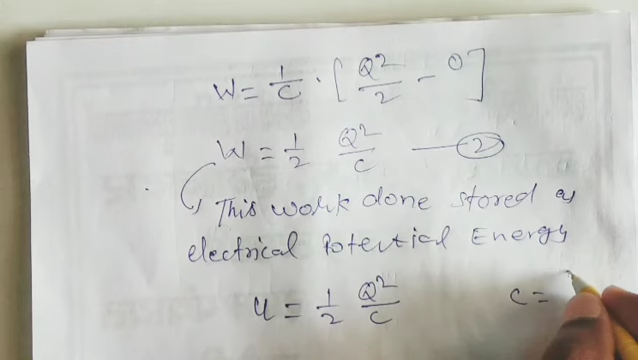 W = 1/C · [Q²/2 - 0]
W = 1/2 Q²/C — ②
This work done stored as
electrical Potential Energy
U = 1/2 Q²/C C =